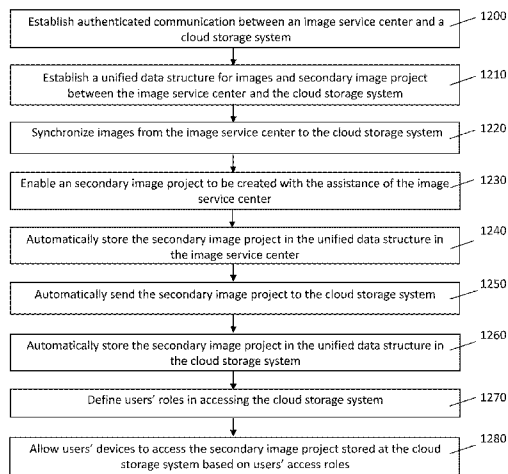 Establish authenticated communication between an image service center and a
cloud storage system
1200
Establish a unified data structure for images and secondary image project
between the image service center and the cloud storage system
1210
Synchronize images from the image service center to the cloud storage system
1220
Enable an secondary image project to be created with the assistance of the image
service center
1230
Automatically store the secondary image project in the unified data structure in
the image service center
1240
Automatically send the secondary image project to the cloud storage system
1250
Automatically store the secondary image project in the unified data structure in
the cloud storage system
1260
Define users' roles in accessing the cloud storage system
1270
Allow users' devices to access the secondary image project stored at the cloud
storage system based on users' access roles
1280